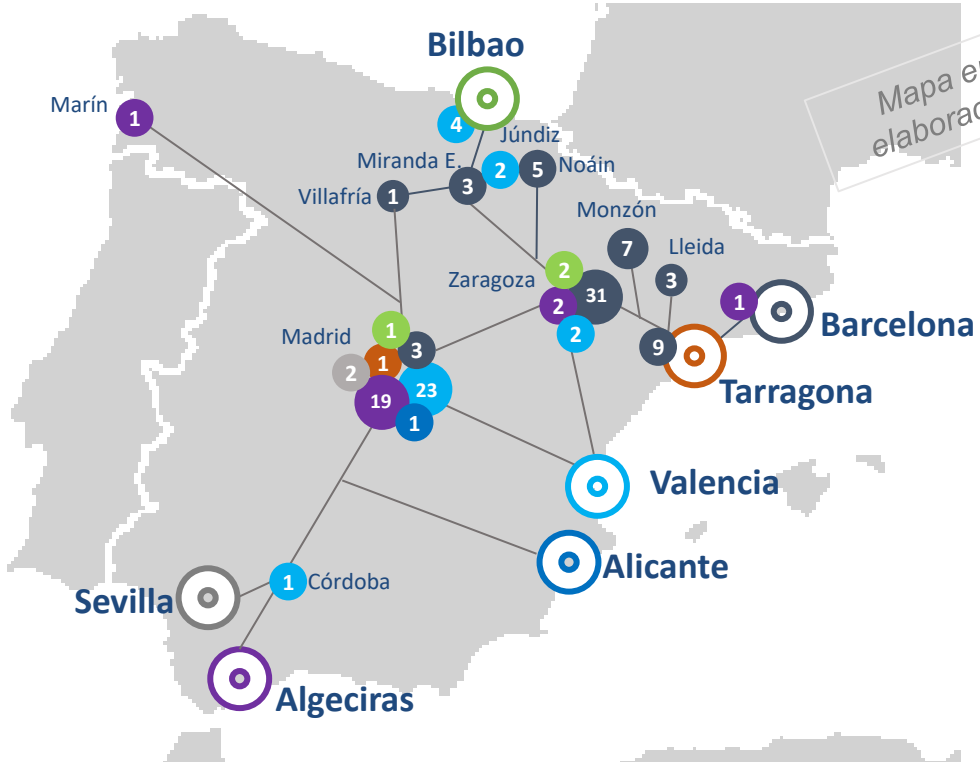 Bilbao
Mapa
Marín
1
4
Júndiz
Miranda E.
2
5
Noáin
3
Villafría
1
Monzón
7
Lleida
Zaragoza
2
3
31
2
1
Barcelona
Madrid
1
2
9
3
1
2
Tarragona
23
19
1
Valencia
Alicante
1
Córdoba
Sevilla
Algeciras